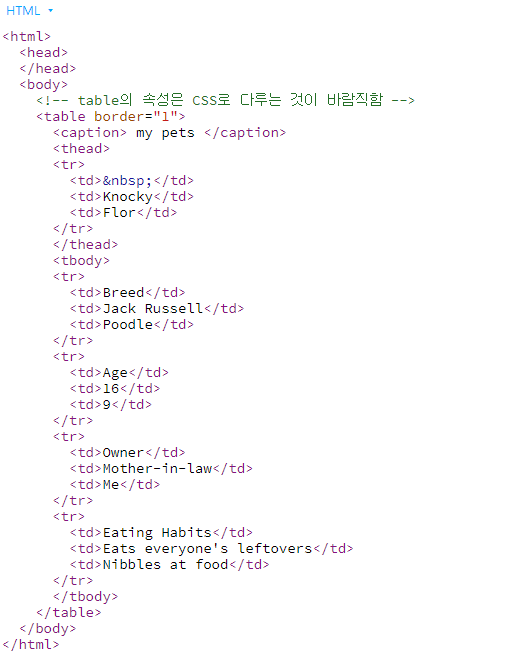 HTML
<html>
<head>
</head>
<body>
<!-- table의 속성은 CSS로 다루는 것이 바람직함 -->
<table border="1">
<caption> my pets </caption>
<thead>
<tr>
<td>&nbsp;</td>
<td>Knocky</td>
<td>Flor</td>
</tr>
</thead>
<tbody>
<tr>
<td>Breed</td>
<td>Jack Russell</td>
<td>Poodle</td>
</tr>
<tr>
<td>Age</td>
<td>16</td>
<td>9</td>
</tr>
<tr>
<td>Owner</td>
<td>Mother-in-law</td>
<td>Me</td>
</tr>
<tr>
<td>Eating Habits</td>
<td>Eats everyone's leftovers</td>
<td>Nibbles at food</td>
</tr>
</tbody>
</table>
</body>
</html>